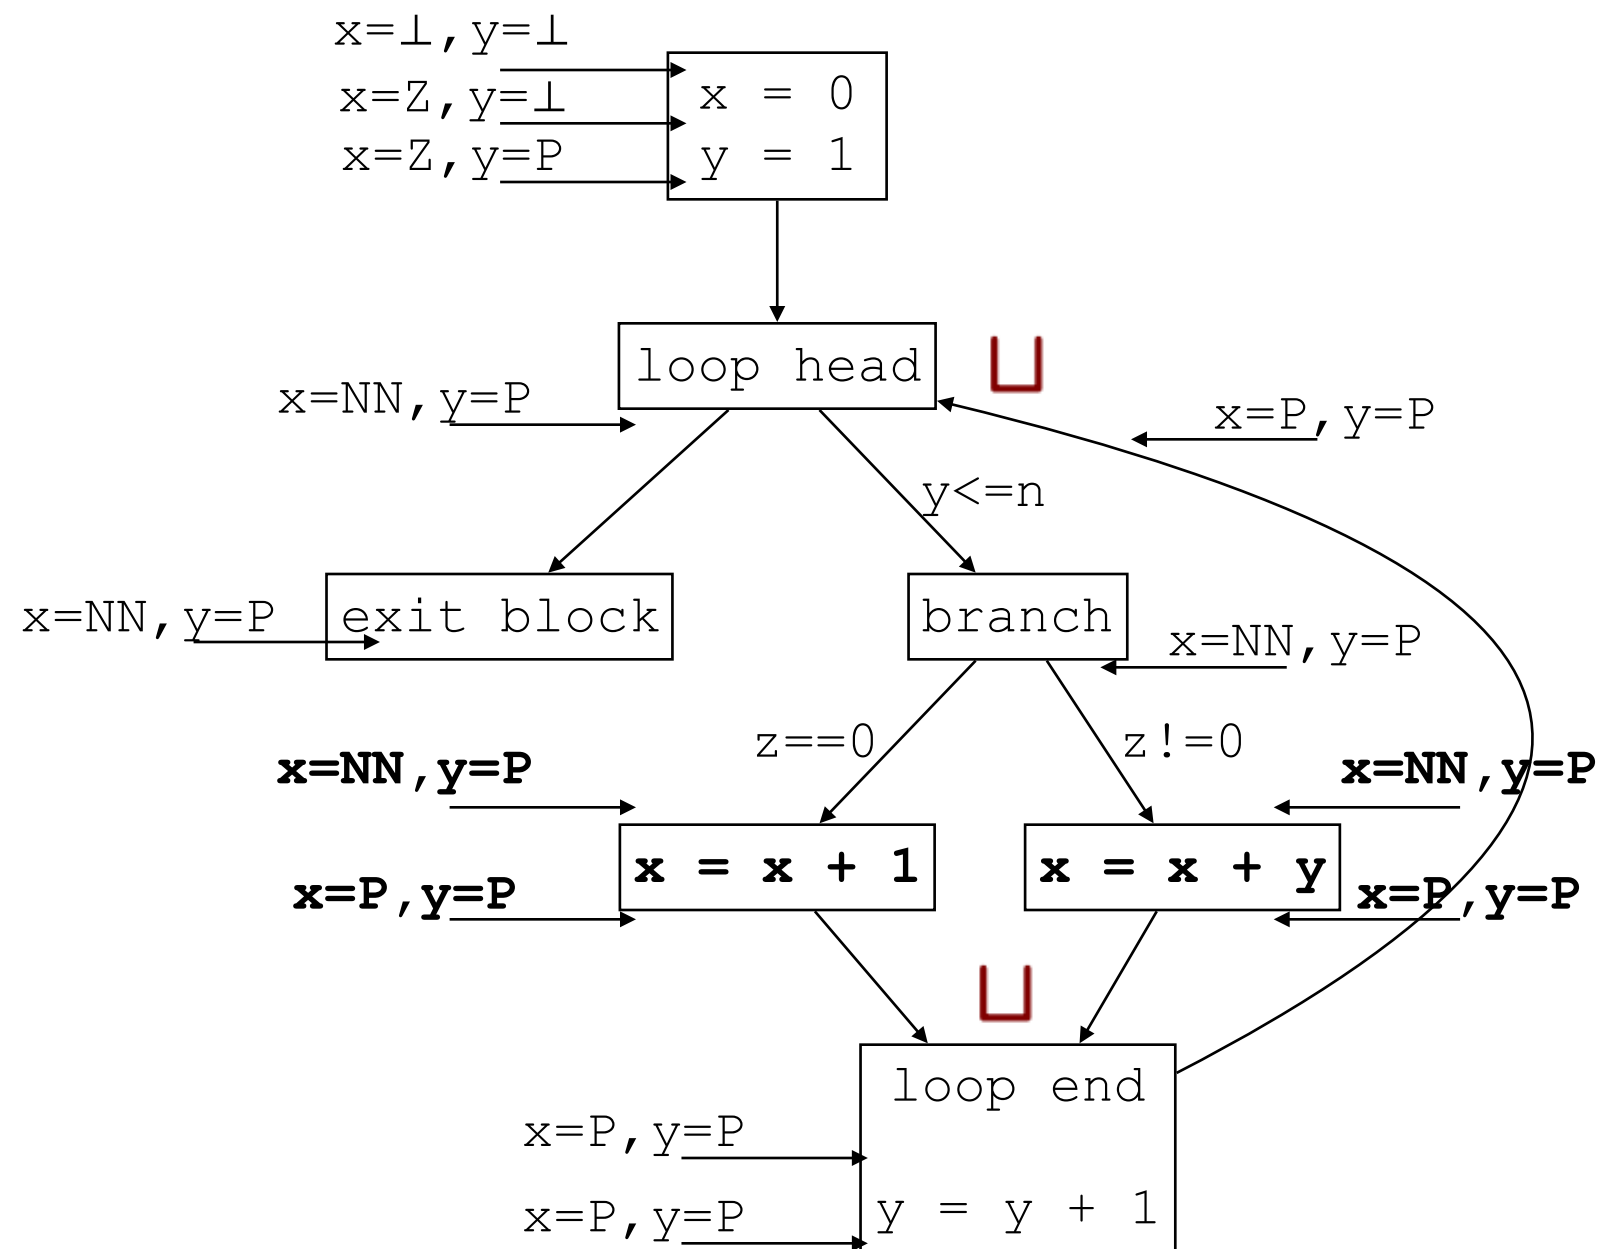 x=⊥,y=⊥
x=Z,y=⊥
x=Z,y=P
x = 0
y = 1
loop head
⊔
x=NN,y=P
x=P,y=P
y<=n
exit block
x=NN,y=P
branch
x=NN,y=P
z==0
z!=0
x=NN,y=P
x=NN,y=P
x = x + 1
x = x + y
x=P,y=P
x=P,y=P
⊔
loop end
x=P,y=P
y = y + 1
x=P,y=P